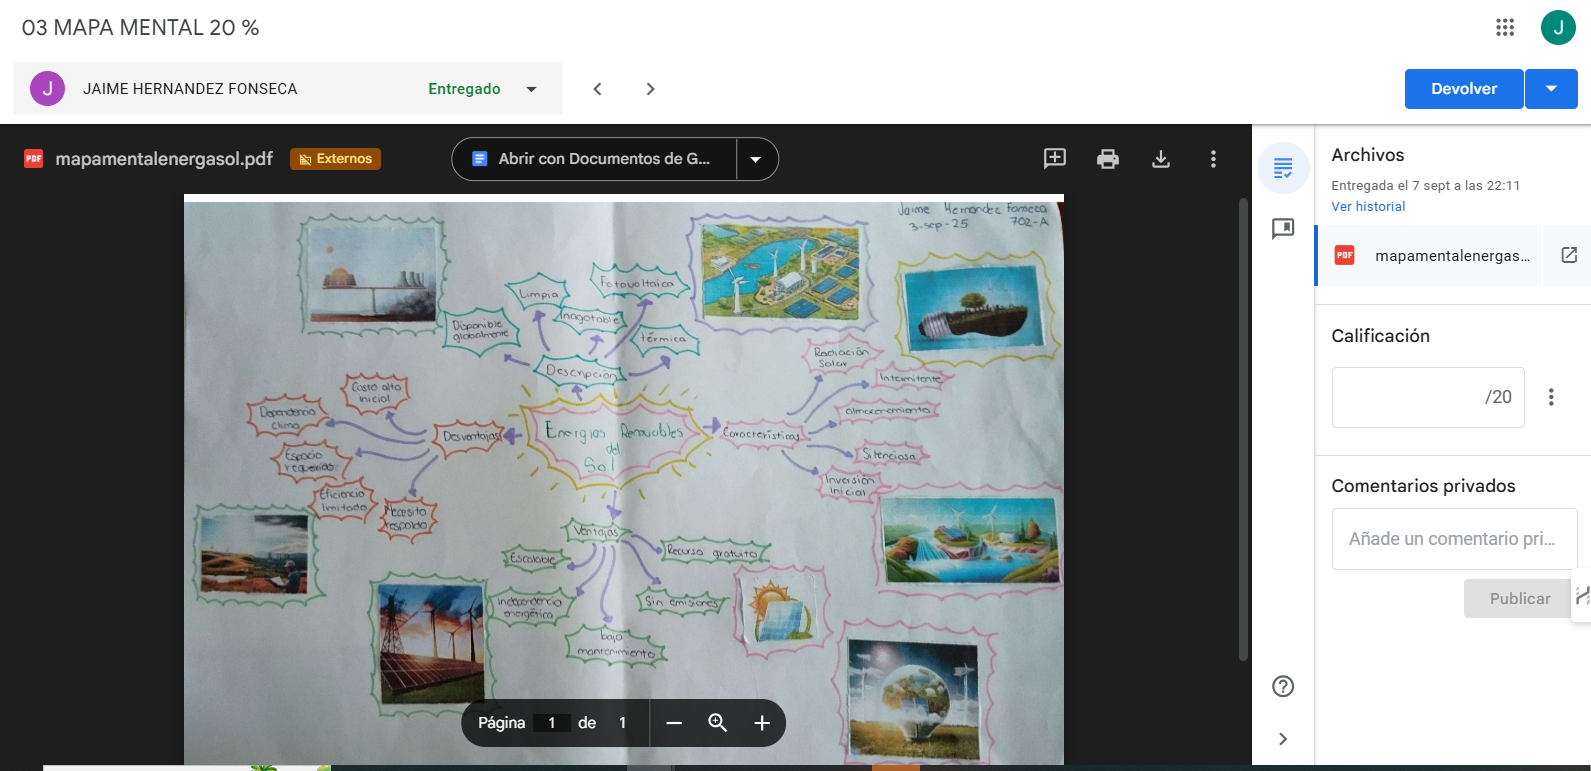 03 MAPA MENTAL 20 %
J
J
JAIME HERNANDEZ FONSECA
Entregado
Devolver
PDF
mapamentalenergasol.pdf
Externos
Abrir con Documentos de G...
Jaime Hernandez Fonseca
3-sep-25 702-A
Fotovoltaica
Limpia
Inagotable
Disponible
globalmente
térmica
Descripción
Radiación
Solar
Intermitente
almacenamiento
Características
Silenciosa
Inversión
inicial
Costo alto
inicial
Dependencia
clima
Desventajas
Espacio
requerido
Eficiencia
limitada
Necesita
respaldo
Energías Renovables
del
Sol
Ventajas
Escalable
Recurso gratuito
Independencia
energética
Sin emisiones
bajo
mantenimiento
Página 1 de 1
Archivos
Entregada el 7 sept a las 22:11
Ver historial
PDF
mapamentalenergas...
Calificación
/20
Comentarios privados
Añade un comentario pri...
Publicar